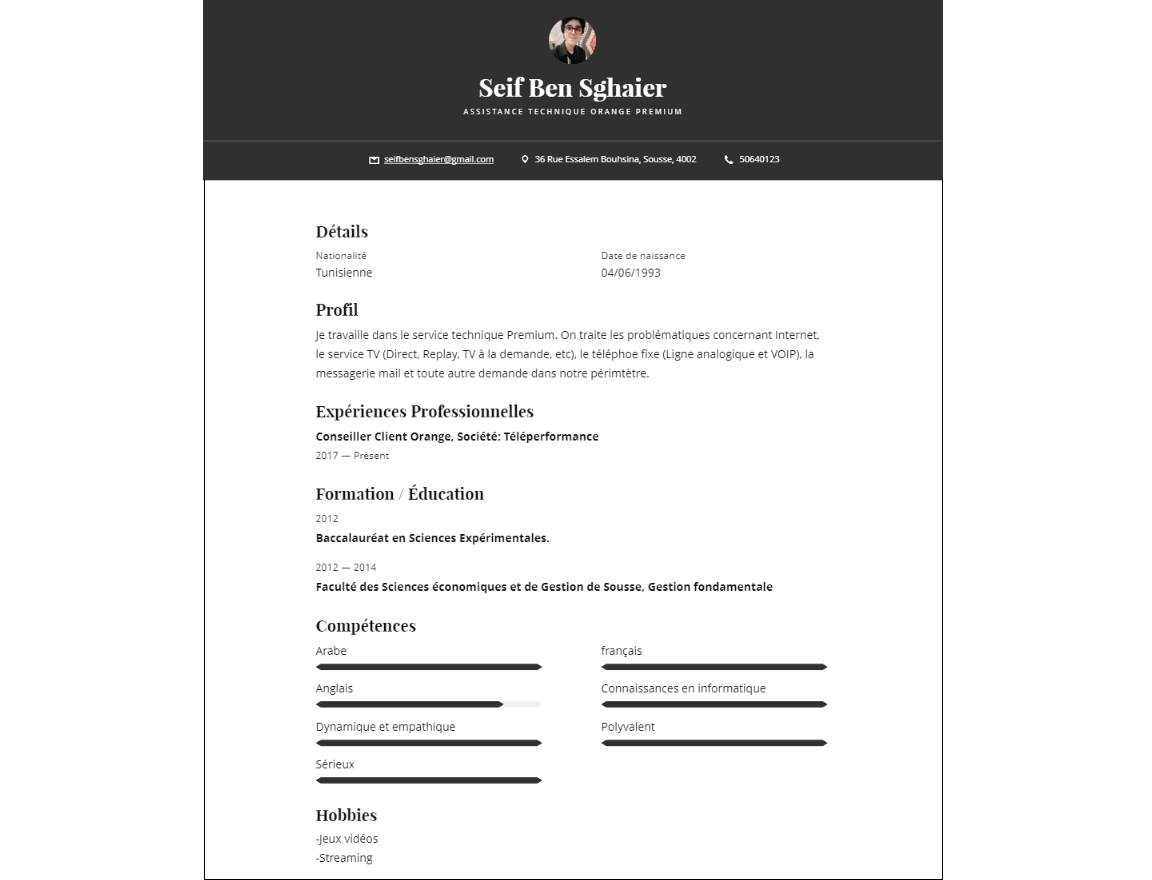 Seif Ben Sghaier
ASSISTANCE TECHNIQUE ORANGE PREMIUM
seifbensghaier@gmail.com 36 Rue Essalem Bouhsina, Sousse, 4002 50640123
Détails
Nationalité Date de naissance
Tunisienne 04/06/1993
Profil
Je travaille dans le service technique Premium. On traite les problématiques concernant Internet,
le service TV (Direct, Replay, TV à la demande, etc), le téléphoe fixe (Ligne analogique et VOIP), la
messagerie mail et toute autre demande dans notre périmtètre.
Expériences Professionnelles
Conseiller Client Orange, Société: Téléperformance
2017 — Présent
Formation / Éducation
2012
Baccalauréat en Sciences Expérimentales.
2012 — 2014
Faculté des Sciences économiques et de Gestion de Sousse, Gestion fondamentale
Compétences
Arabe français
Anglais Connaissances en informatique
Dynamique et empathique Polyvalent
Sérieux
Hobbies
-Jeux vidéos
-Streaming